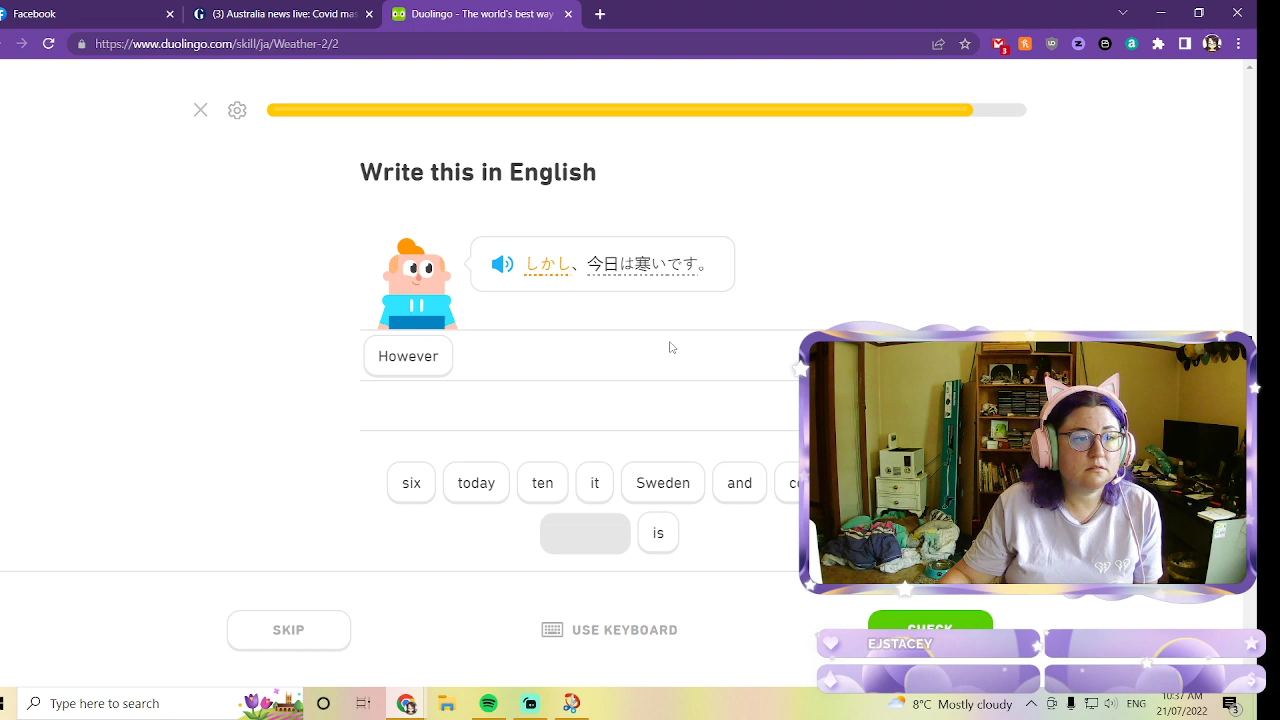 Facebook
(3) Australia news live: Covid mas
Duolingo - The world's best way
https://www.duolingo.com/skill/ja/Weather-2/2
3
Write this in English
しかし、今日は寒いです。
However
six today ten it Sweden and
is
SKIP
USE KEYBOARD
CHECK
EJSTACEY
Type here to search
8°C Mostly cloudy
ENG
10:37 AM
21/07/2022